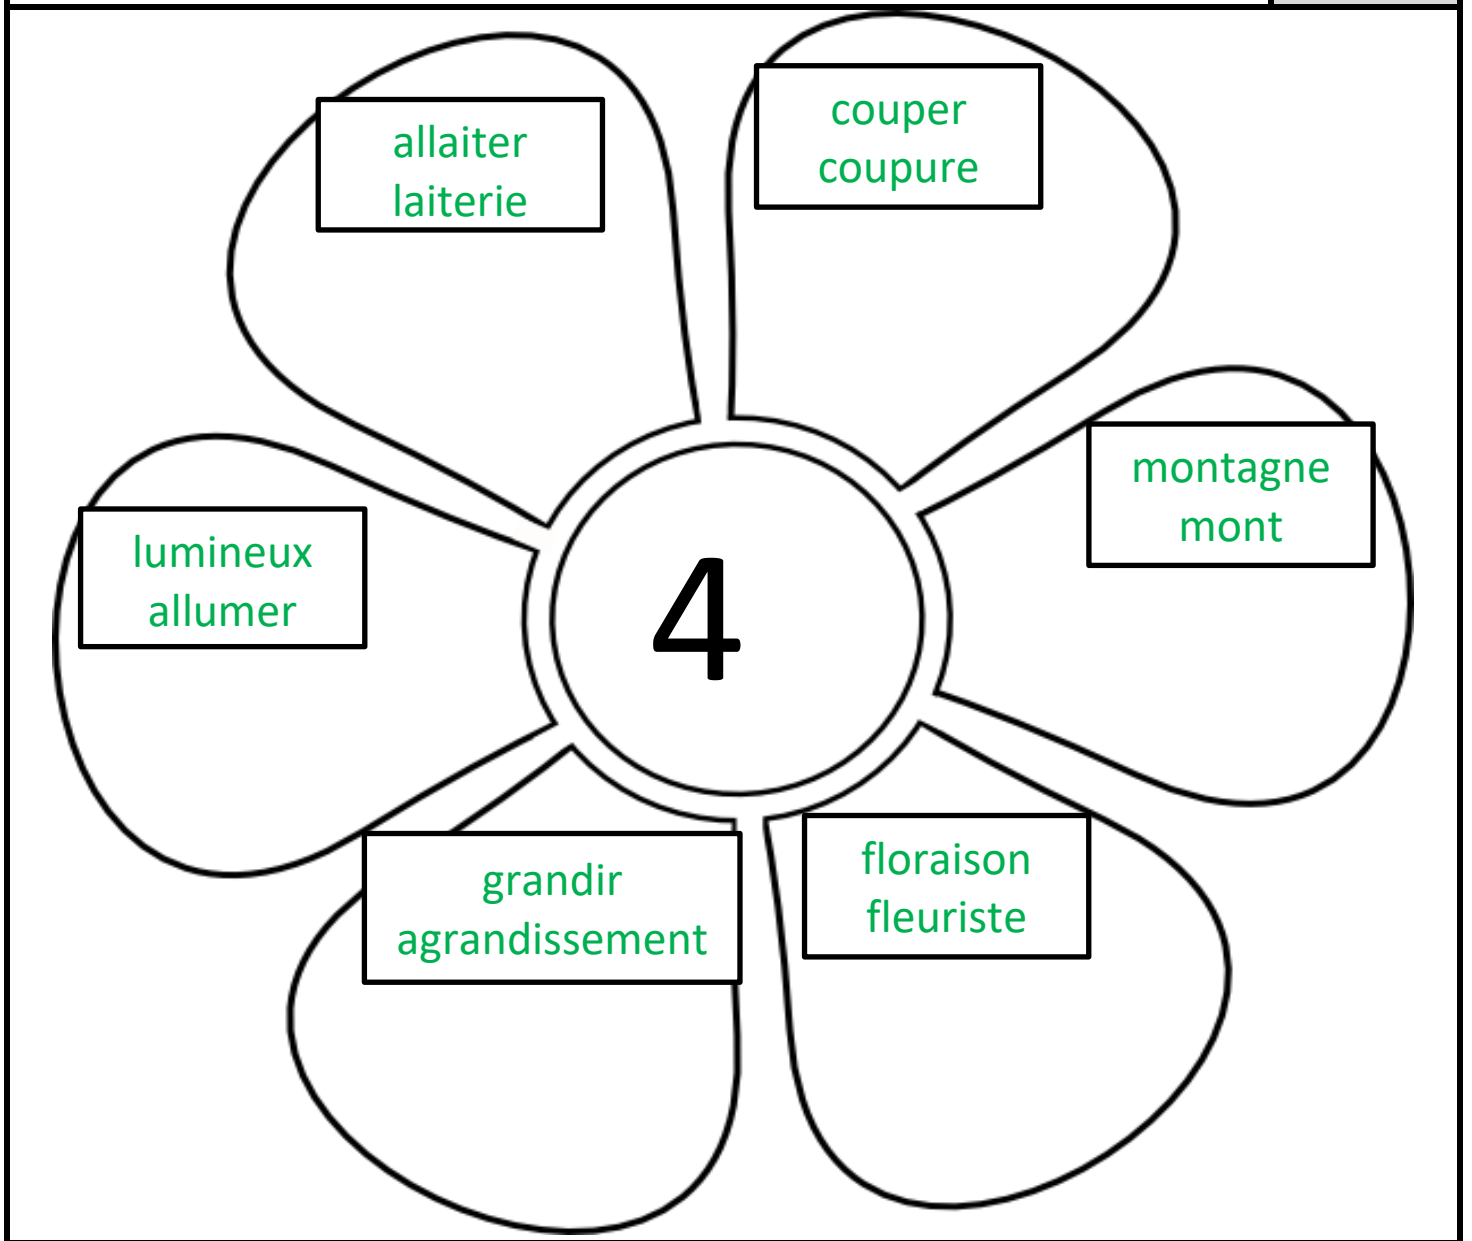 couper
coupure
allaiter
laiterie
montagne
mont
lumineux
allumer
4
floraison
fleuriste
grandir
agrandissement